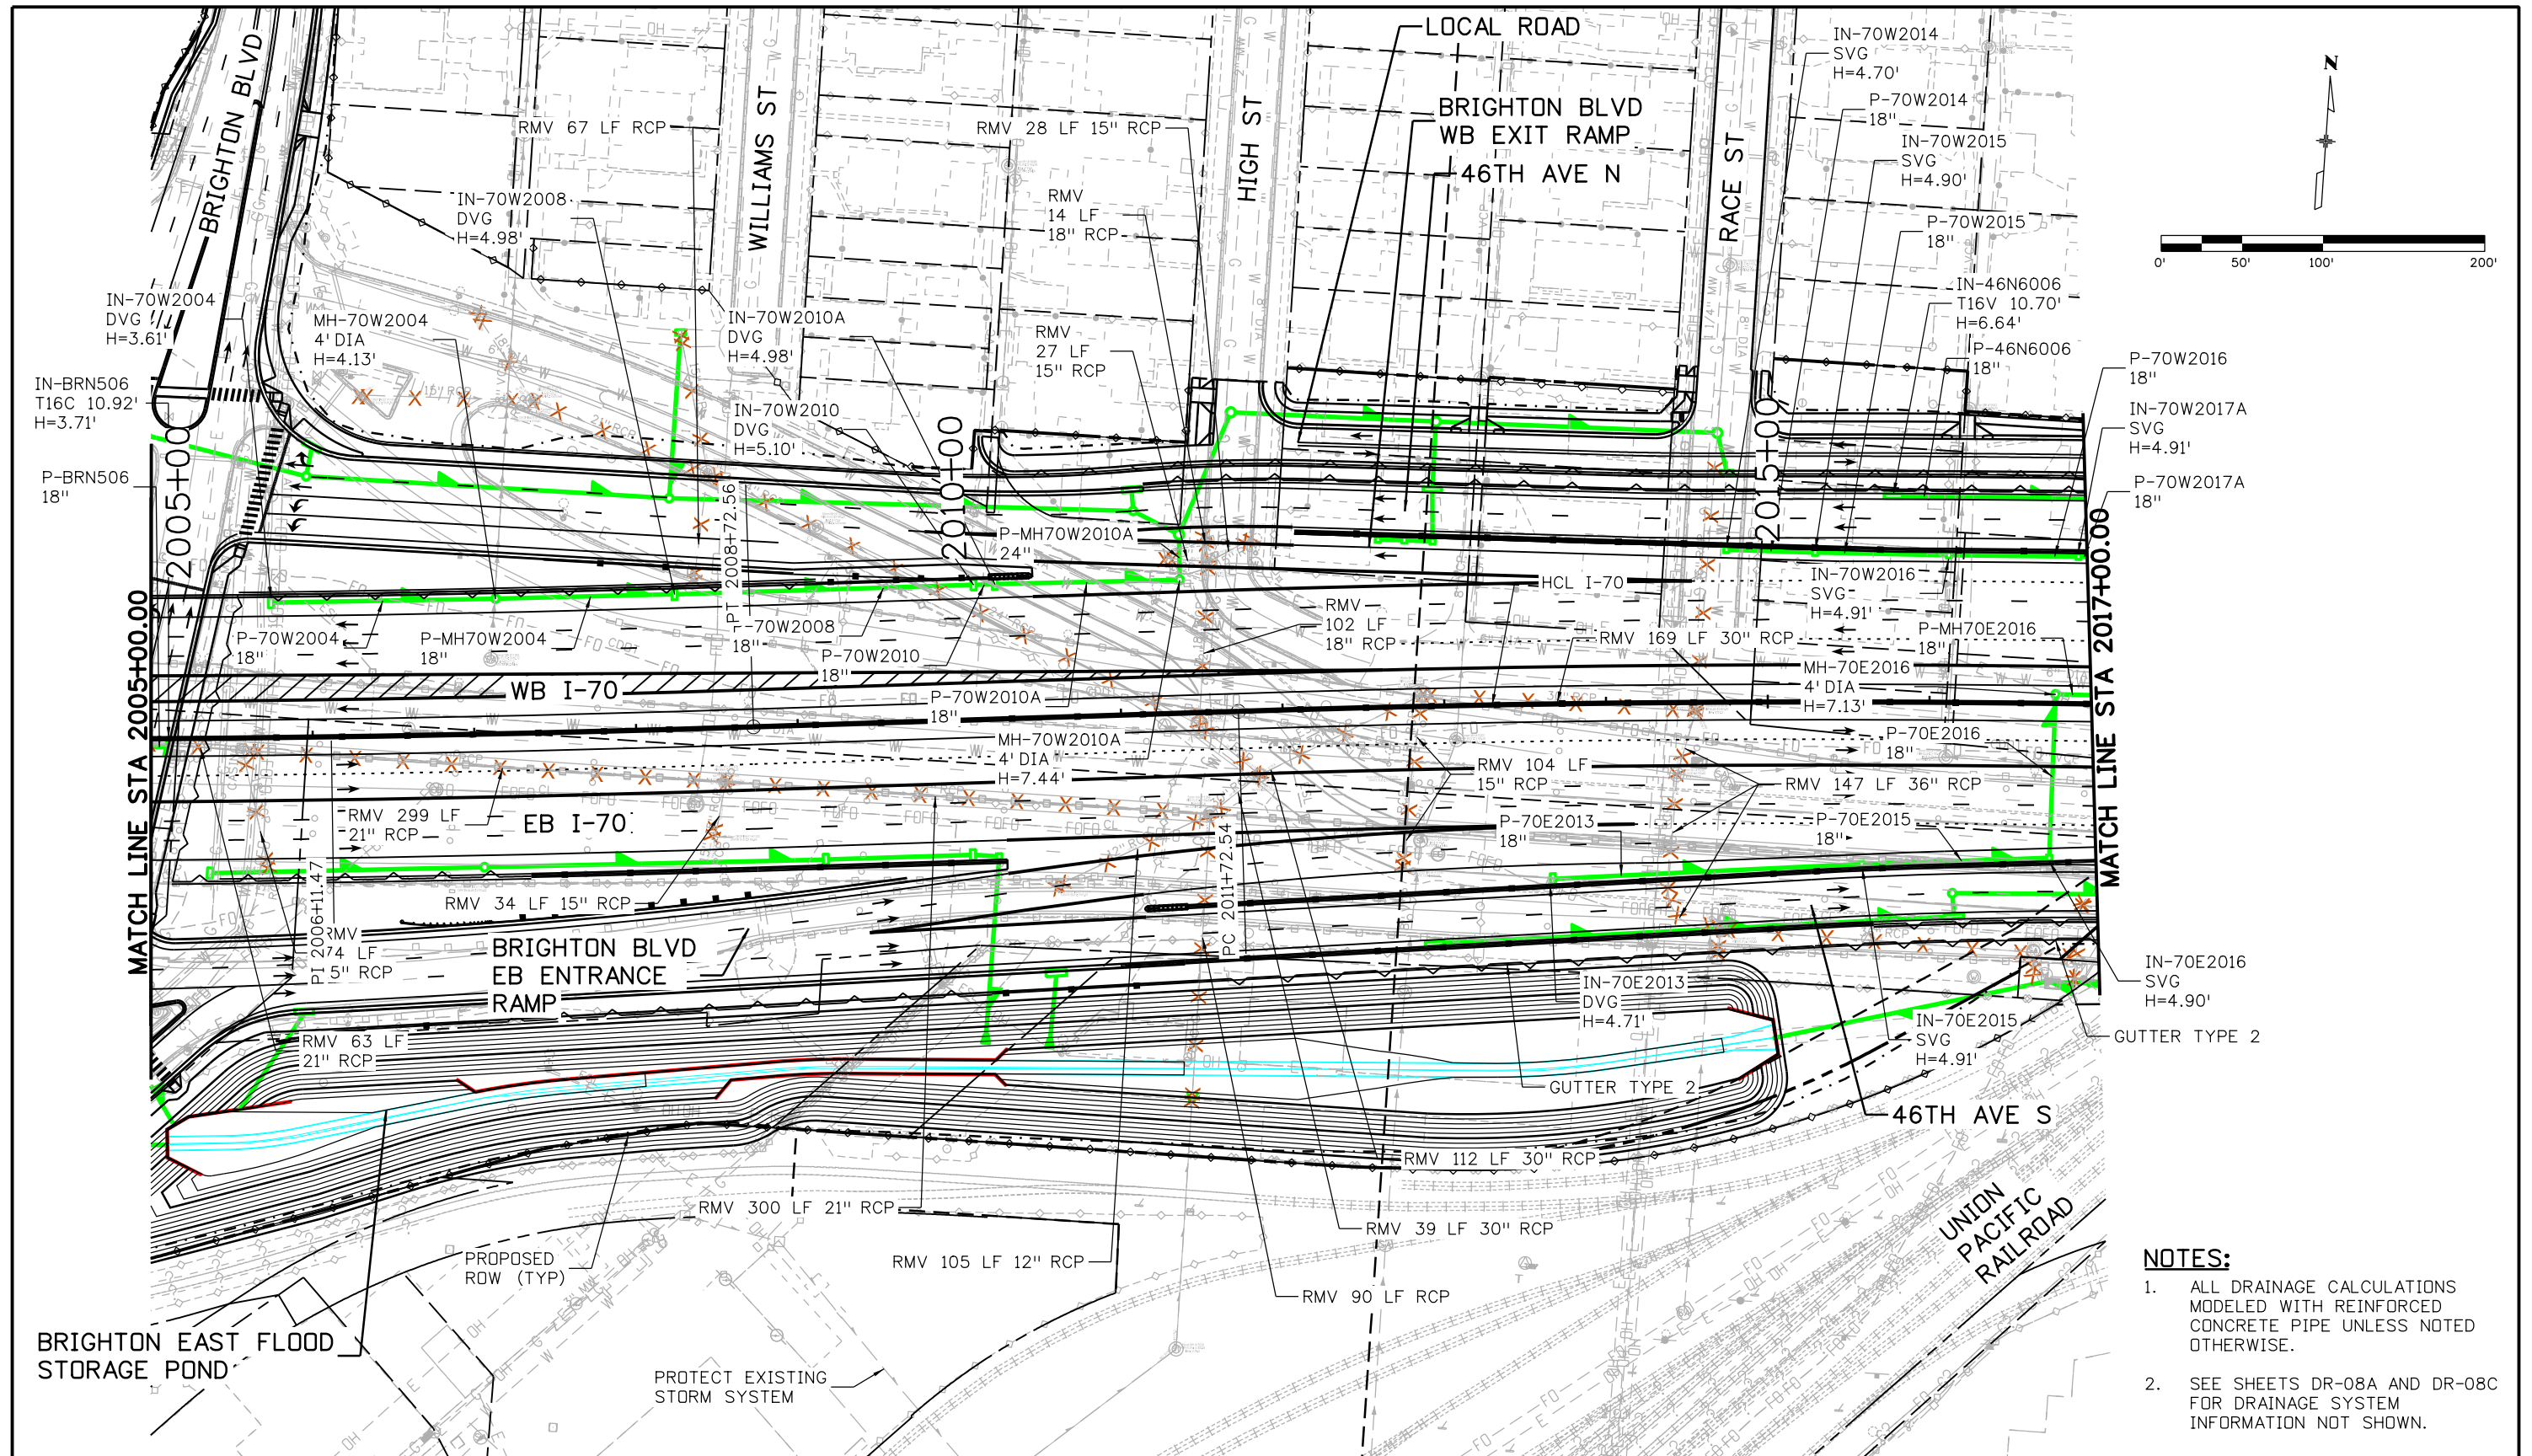 BRIGHTON BLVD
WILLIAMS ST
HIGH ST
RACE ST
LOCAL ROAD
BRIGHTON BLVD
WB EXIT RAMP
46TH AVE N
IN-70W2014
SVG
H=4.70'
P-70W2014
18"
IN-70W2015
SVG
H=4.90'
P-70W2015
18"
IN-46N6006
T16V 10.70'
H=6.64'
P-46N6006
18"
P-70W2016
18"
IN-70W2017A
SVG
H=4.91'
P-70W2017A
18"
N
0'
50'
100'
200'
RMV 67 LF RCP
RMV 28 LF 15" RCP
IN-70W2008
DVG
H=4.98'
RMV
14 LF
18" RCP
IN-70W2004
DVG
H=3.61'
MH-70W2004
4' DIA
H=4.13'
IN-70W2010A
DVG
H=4.98'
RMV
27 LF
15" RCP
IN-BRN506
T16C 10.92'
H=3.71'
IN-70W2010
DVG
H=5.10'
P-BRN506
18"
2005+00
2010+00
2015+00
PT 2008+72.56
P-MH70W2010A
24"
HCL I-70
IN-70W2016
SVG
H=4.91'
MATCH LINE STA 2005+00.00
MATCH LINE STA 2017+00.00
P-70W2004
18"
P-MH70W2004
18"
P-70W2008
18"
P-70W2010
18"
RMV
102 LF
18" RCP
RMV 169 LF 30" RCP
P-MH70E2016
18"
WB I-70
P-70W2010A
18"
MH-70E2016
4' DIA
H=7.13'
MH-70W2010A
4' DIA
H=7.44'
P-70E2016
18"
RMV 104 LF
15" RCP
RMV 147 LF 36" RCP
RMV 299 LF
21" RCP
EB I-70
P-70E2013
18"
P-70E2015
18"
PI 2006+11.47
PC 2011+72.54
RMV 34 LF 15" RCP
RMV
74 LF
15" RCP
BRIGHTON BLVD
EB ENTRANCE
RAMP
IN-70E2013
DVG
H=4.71'
IN-70E2016
SVG
H=4.90'
IN-70E2015
SVG
H=4.91'
GUTTER TYPE 2
RMV 63 LF
21" RCP
GUTTER TYPE 2
46TH AVE S
RMV 112 LF 30" RCP
RMV 300 LF 21" RCP
RMV 39 LF 30" RCP
PROPOSED
ROW (TYP)
RMV 105 LF 12" RCP
RMV 90 LF RCP
UNION
PACIFIC
RAILROAD
BRIGHTON EAST FLOOD
STORAGE POND
PROTECT EXISTING
STORM SYSTEM
NOTES:
1. ALL DRAINAGE CALCULATIONS
MODELED WITH REINFORCED
CONCRETE PIPE UNLESS NOTED
OTHERWISE.
2. SEE SHEETS DR-08A AND DR-08C
FOR DRAINAGE SYSTEM
INFORMATION NOT SHOWN.